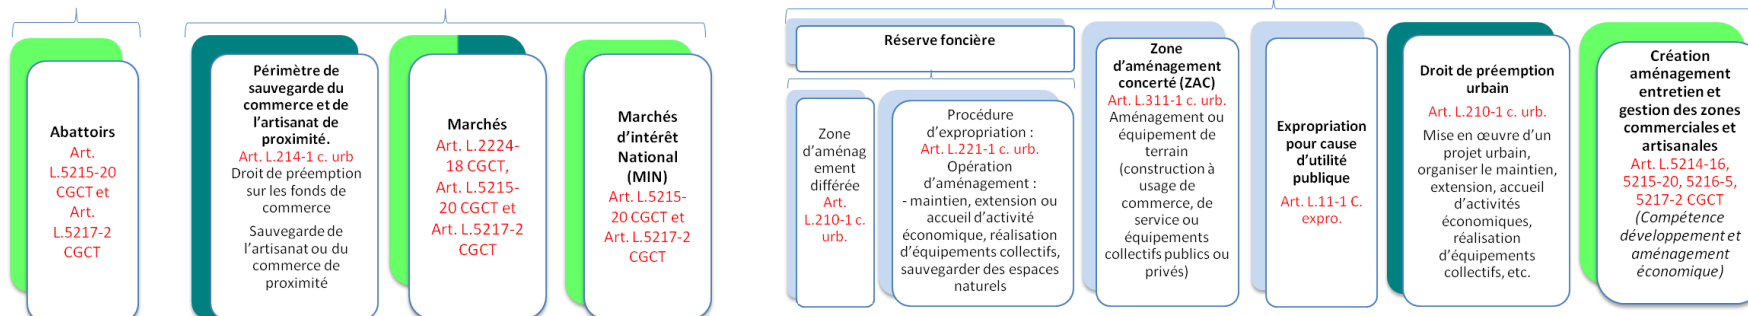 Abattoirs
Art.
L.5215-20
CGCT et
Art.
L.5217-2
CGCT
Périmètre de
sauvegarde du
commerce et de
l'artisanat de
proximité.
Art. L.214-1 c. urb
Droit de préemption
sur les fonds de
commerce
Sauvegarde de
l'artisanat ou du
commerce de
proximité
Marchés
Art. L.2224-
18 CGCT,
Art. L.5215-
20 CGCT et
Art. L.5217-2
CGCT
Marchés
d'intérêt
National
(MIN)
Art. L.5215-
20 CGCT et
Art. L.5217-2
CGCT
Réserve foncière
Zone
d'aménag
ement
différée
Art.
L.210-1 c.
urb.
Procédure
d'expropriation :
Art. L.221-1 c. urb.
Opération
d'aménagement :
- maintien, extension ou
accueil d'activité
économique, réalisation
d'équipements collectifs,
sauvegarder des espaces
naturels
Zone
d'aménagement
concerté (ZAC)
Art. L.311-1 c. urb.
Aménagement ou
équipement de
terrain
(construction à
usage de
commerce, de
service ou
équipements
collectifs publics ou
privés)
Expropriation
pour cause
d'utilité
publique
Art. L.11-1 C.
expro.
Droit de préemption
urbain
Art. L.210-1 c. urb.
Mise en œuvre d'un
projet urbain,
organiser le maintien,
extension, accueil
d'activités
économiques,
réalisation
d'équipements
collectifs, etc.
Création
aménagement
entretien et
gestion des zones
commerciales et
artisanales
Art. L.5214-16,
5215-20, 5216-5,
5217-2 CGCT
(Compétence
développement et
aménagement
économique)